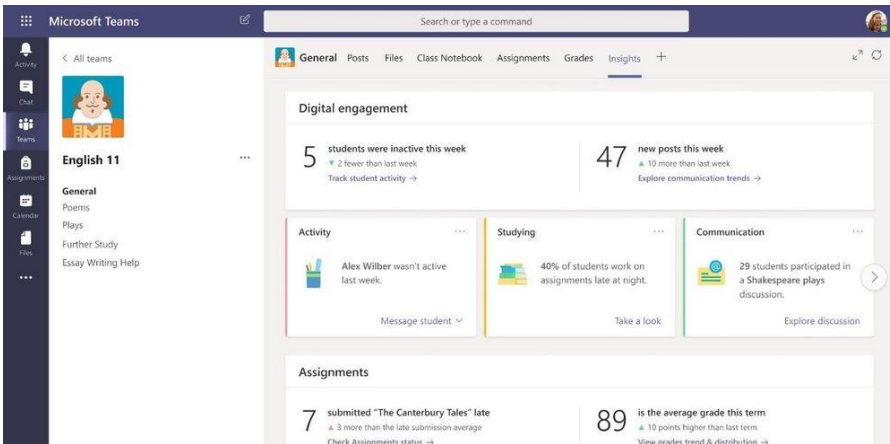 Microsoft Teams
Search or type a command
Activity
Chat
Teams
Assignments
Calendar
Files
All teams
English 11
General
Poems
Plays
Further Study
Essay Writing Help
General Posts Files Class Notebook Assignments Grades Insights
Digital engagement
5 students were inactive this week
2 fewer than last week
Track student activity →
47 new posts this week
10 more than last week
Explore communication trends →
Activity
Alex Wilber wasn't active
last week.
Message student
Studying
40% of students work on
assignments late at night.
Take a look
Communication
29 students participated in
a Shakespeare plays
discussion.
Explore discussion
Assignments
7 submitted "The Canterbury Tales" late
3 more than the late submission average
Check Assignments status →
89 is the average grade this term
10 points higher than last term
View grades trend & distribution →